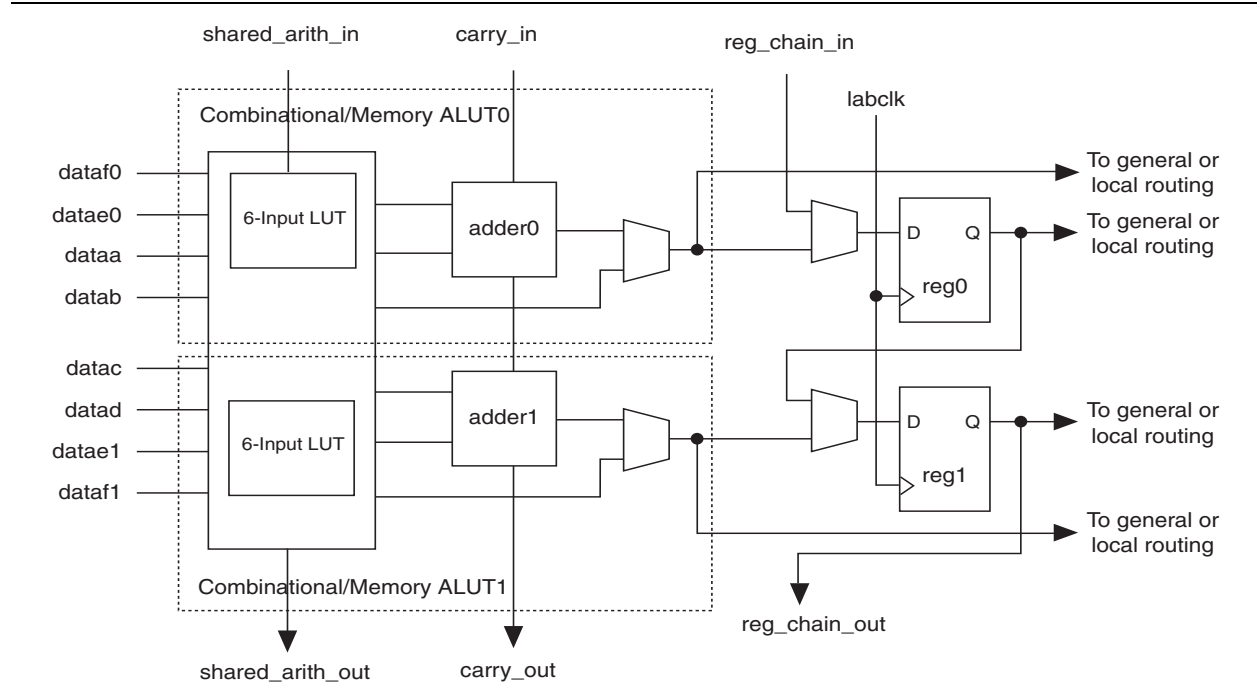 shared_arith_in
carry_in
reg_chain_in
labclk
Combinational/Memory ALUT0
dataf0
datae0
dataa
datab
6-Input LUT
adder0
D
Q
reg0
To general or
local routing
To general or
local routing
datac
datad
datae1
dataf1
6-Input LUT
adder1
D
Q
reg1
To general or
local routing
To general or
local routing
Combinational/Memory ALUT1
reg_chain_out
shared_arith_out
carry_out